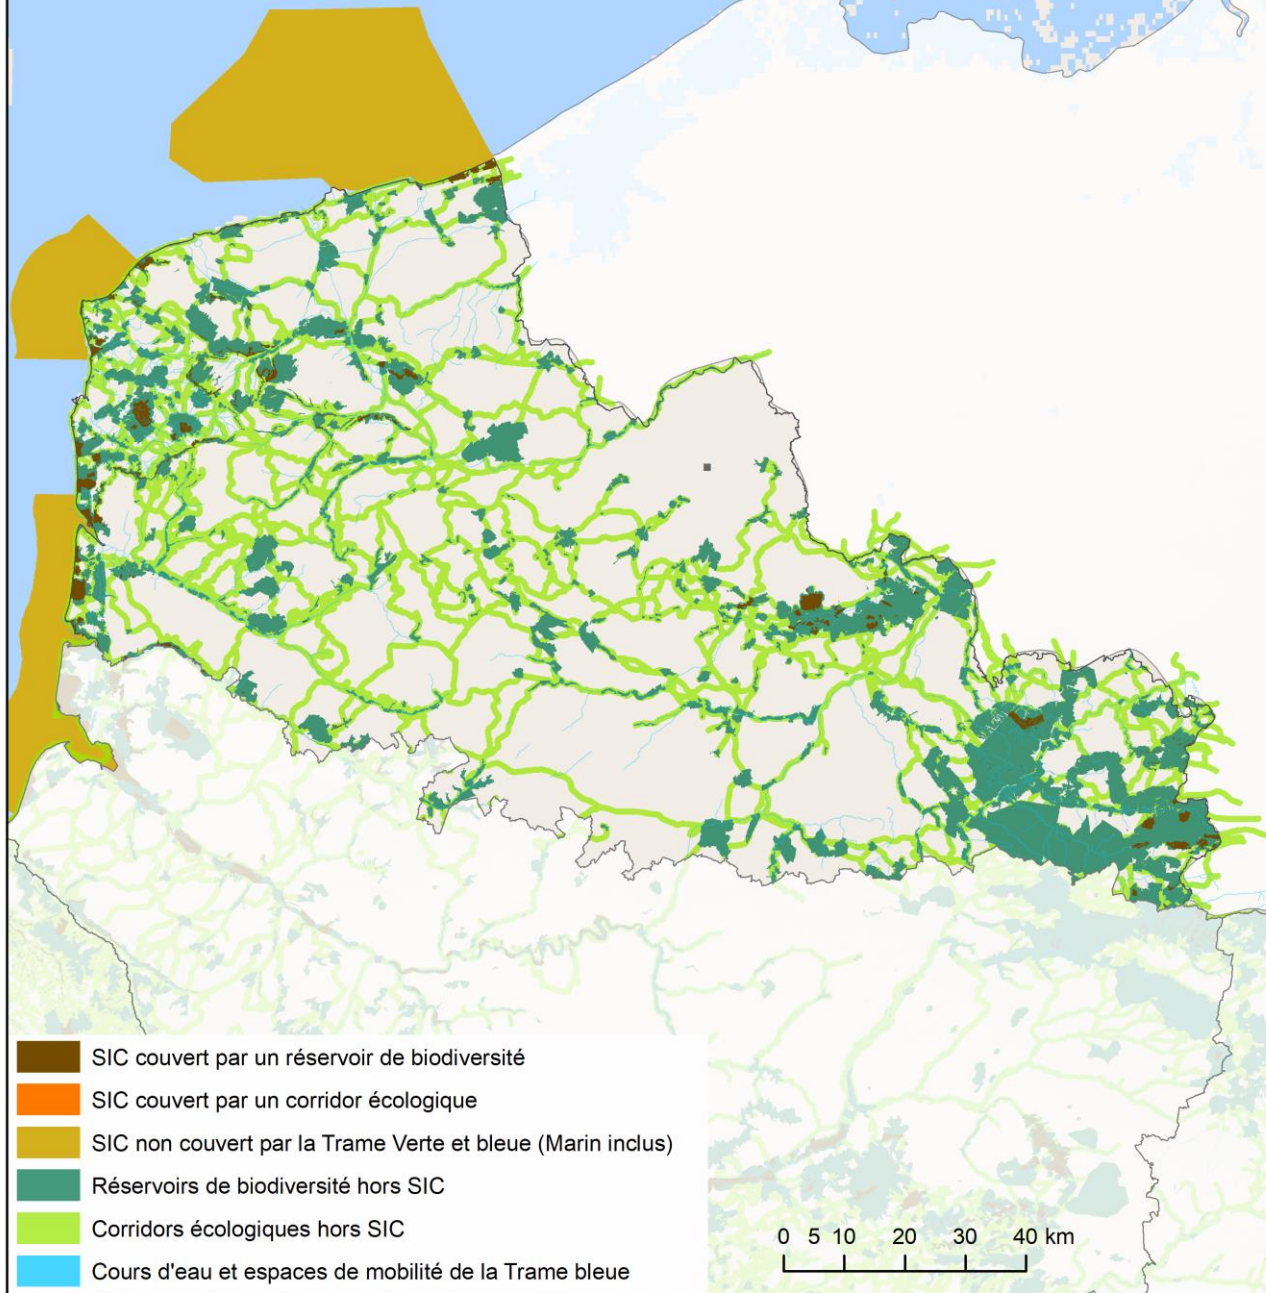 SIC couvert par un réservoir de biodiversité
SIC couvert par un corridor écologique
SIC non couvert par la Trame Verte et bleue (Marin inclus)
Réservoirs de biodiversité hors SIC
Corridors écologiques hors SIC
Cours d'eau et espaces de mobilité de la Trame bleue
0 5 10 20 30 40 km